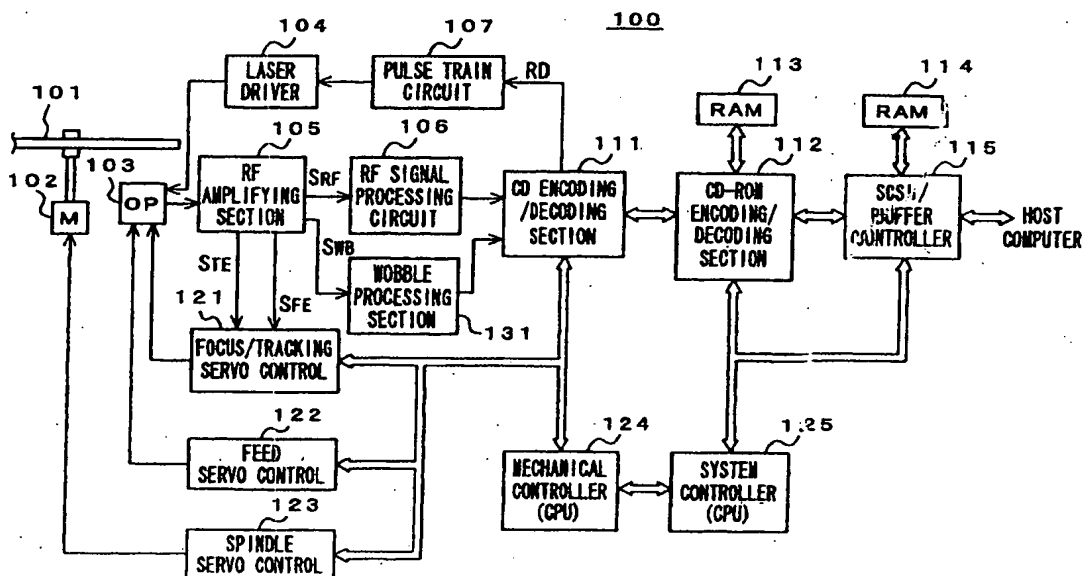 100
104
107
113
114
LASER
DRIVER
PULSE TRAIN
CIRCUIT
RD
RAM
RAM
101
105
106
111
112
115
103
OP
RF
AMPLIFYING
SECTION
SRF
RF SIGNAL
PROCESSING
CIRCUIT
CD ENCODING
/DECODING
SECTION
CD-ROM
ENCODING/
DECODING
SECTION
SCSI/
BUFFER
CONTROLLER
HOST
COMPUTER
102
M
SWB
STE
SFE
WOBBLE
PROCESSING
SECTION
131
121
FOCUS/TRACKING
SERVO CONTROL
122
FEED
SERVO CONTROL
124
125
MECHANICAL
CONTROLLER
(CPU)
SYSTEM
CONTROLLER
(CPU)
123
SPINDLE
SERVO CONTROL